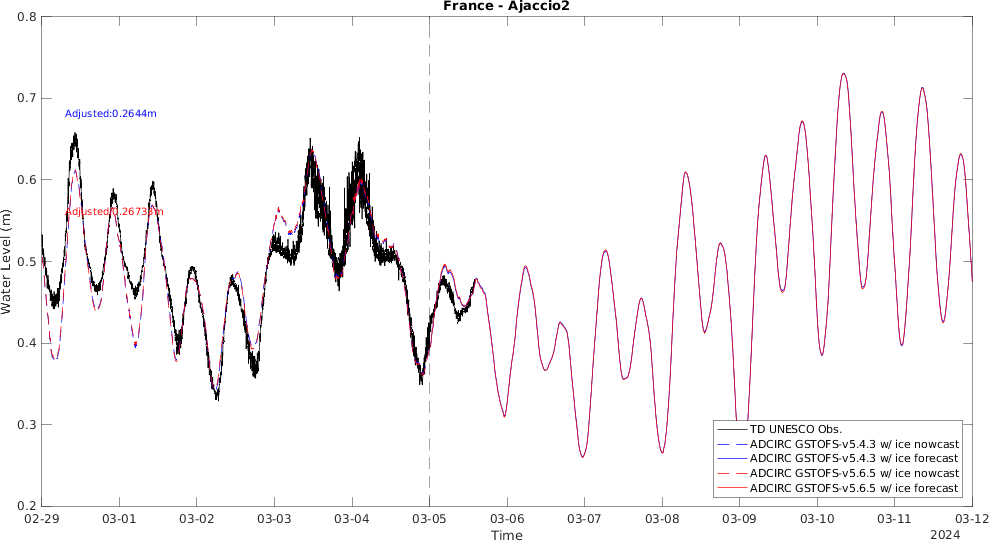 France - Ajaccio2
0.8
0.7
0.6
0.5
0.4
0.3
0.2
Water Level (m)
Adjusted:0.2644m
Adjusted:0.26733m
TD UNESCO Obs.
ADCIRC GSTOFS-v5.4.3 w/ ice nowcast
ADCIRC GSTOFS-v5.4.3 w/ ice forecast
ADCIRC GSTOFS-v5.6.5 w/ ice nowcast
ADCIRC GSTOFS-v5.6.5 w/ ice forecast
02-29 03-01 03-02 03-03 03-04 03-05 03-06 03-07 03-08 03-09 03-10 03-11 03-12
Time
2024